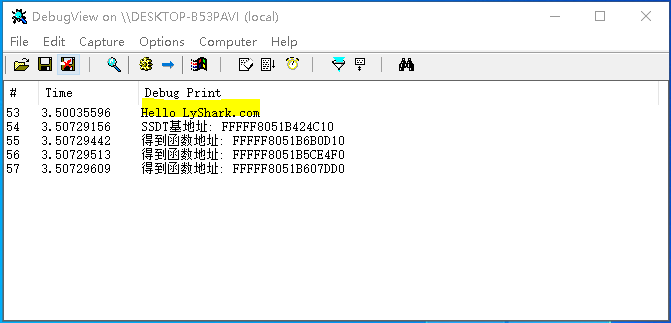 DebugView on \\DESKTOP-B53PAVI (local)
File Edit Capture Options Computer Help
# Time Debug Print
53 3.50035596 Hello LyShark.com
54 3.50729156 SSDT基地址: FFFFF8051B424C10
55 3.50729442 得到函数地址: FFFFF8051B6B0D10
56 3.50729513 得到函数地址: FFFFF8051B5CE4F0
57 3.50729609 得到函数地址: FFFFF8051B607DD0